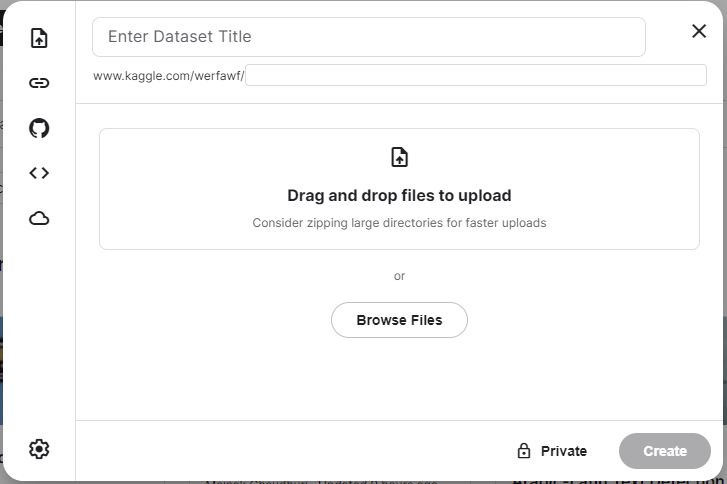 Enter Dataset Title
www.kaggle.com/werfawf/
Drag and drop files to upload
Consider zipping large directories for faster uploads
or
Browse Files
Private
Create